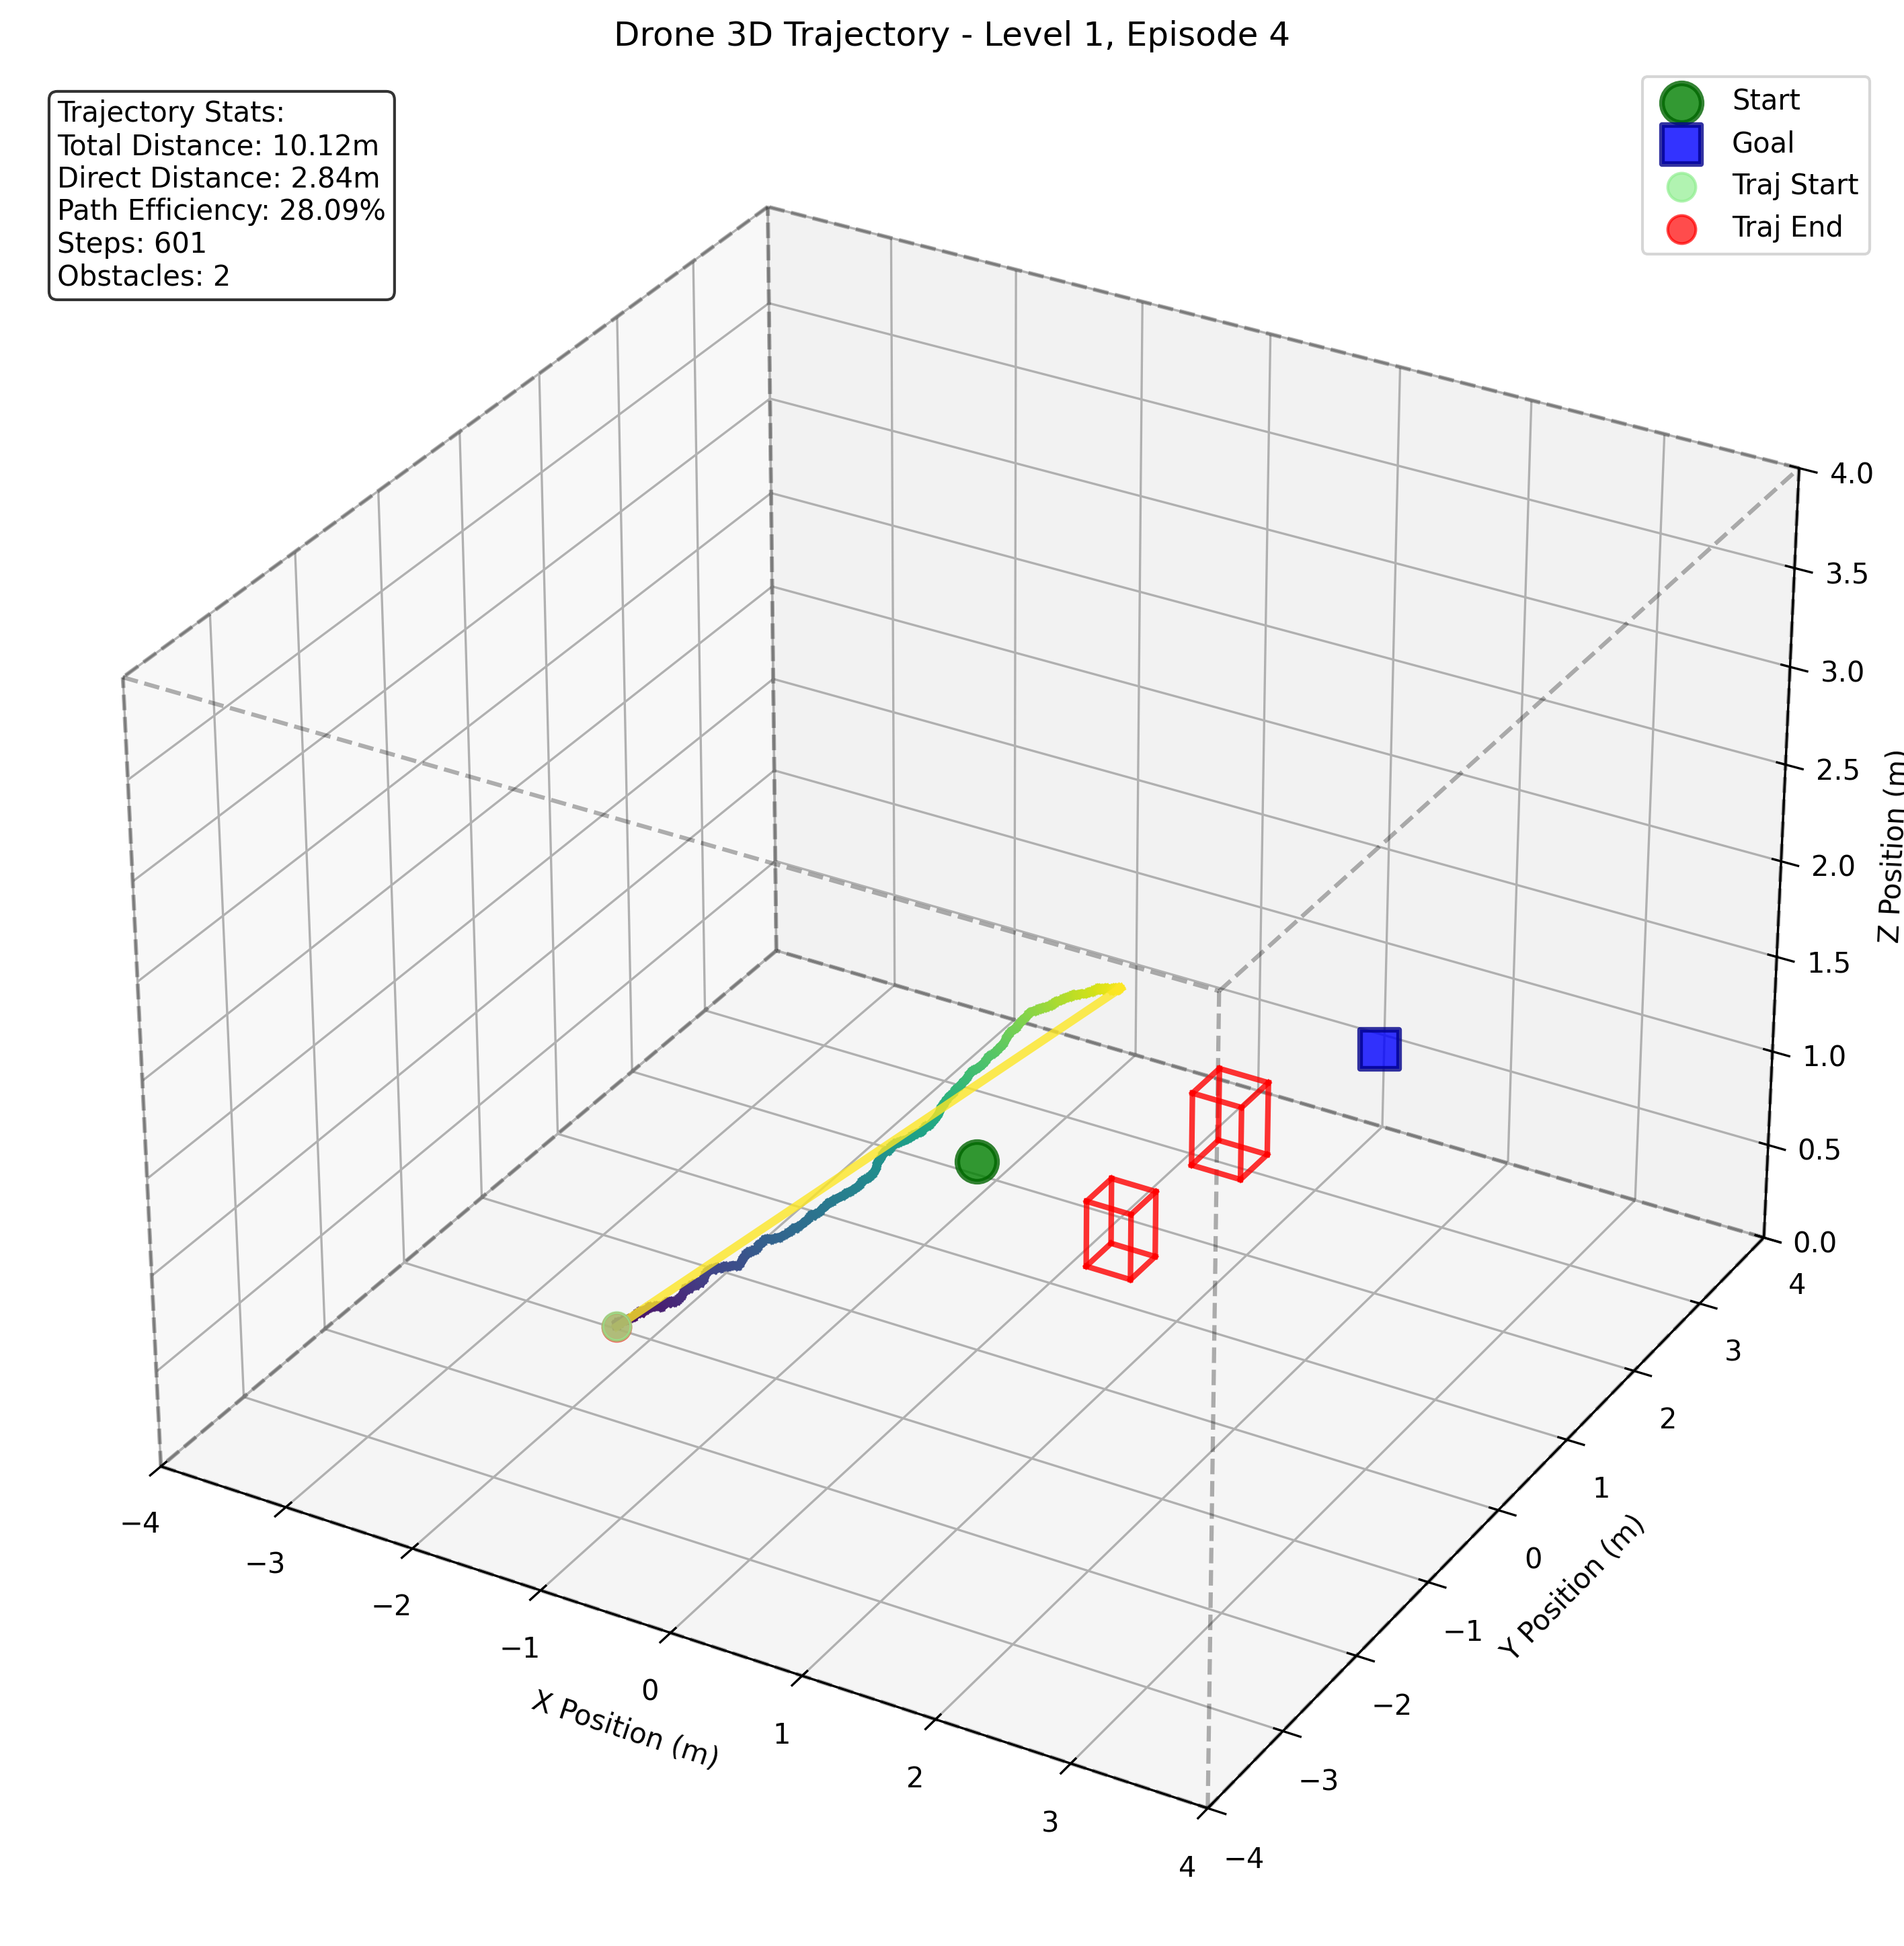 Drone 3D Trajectory - Level 1, Episode 4
Trajectory Stats:
Total Distance: 10.12m
Direct Distance: 2.84m
Path Efficiency: 28.09%
Steps: 601
Obstacles: 2
Start
Goal
Traj Start
Traj End
4.0
3.5
3.0
2.5
2.0
1.5
1.0
0.5
0.0
Z Position (m)
4
3
2
1
0
−1
−2
−3
−4
Y Position (m)
−4
−3
−2
−1
0
1
2
3
4
X Position (m)